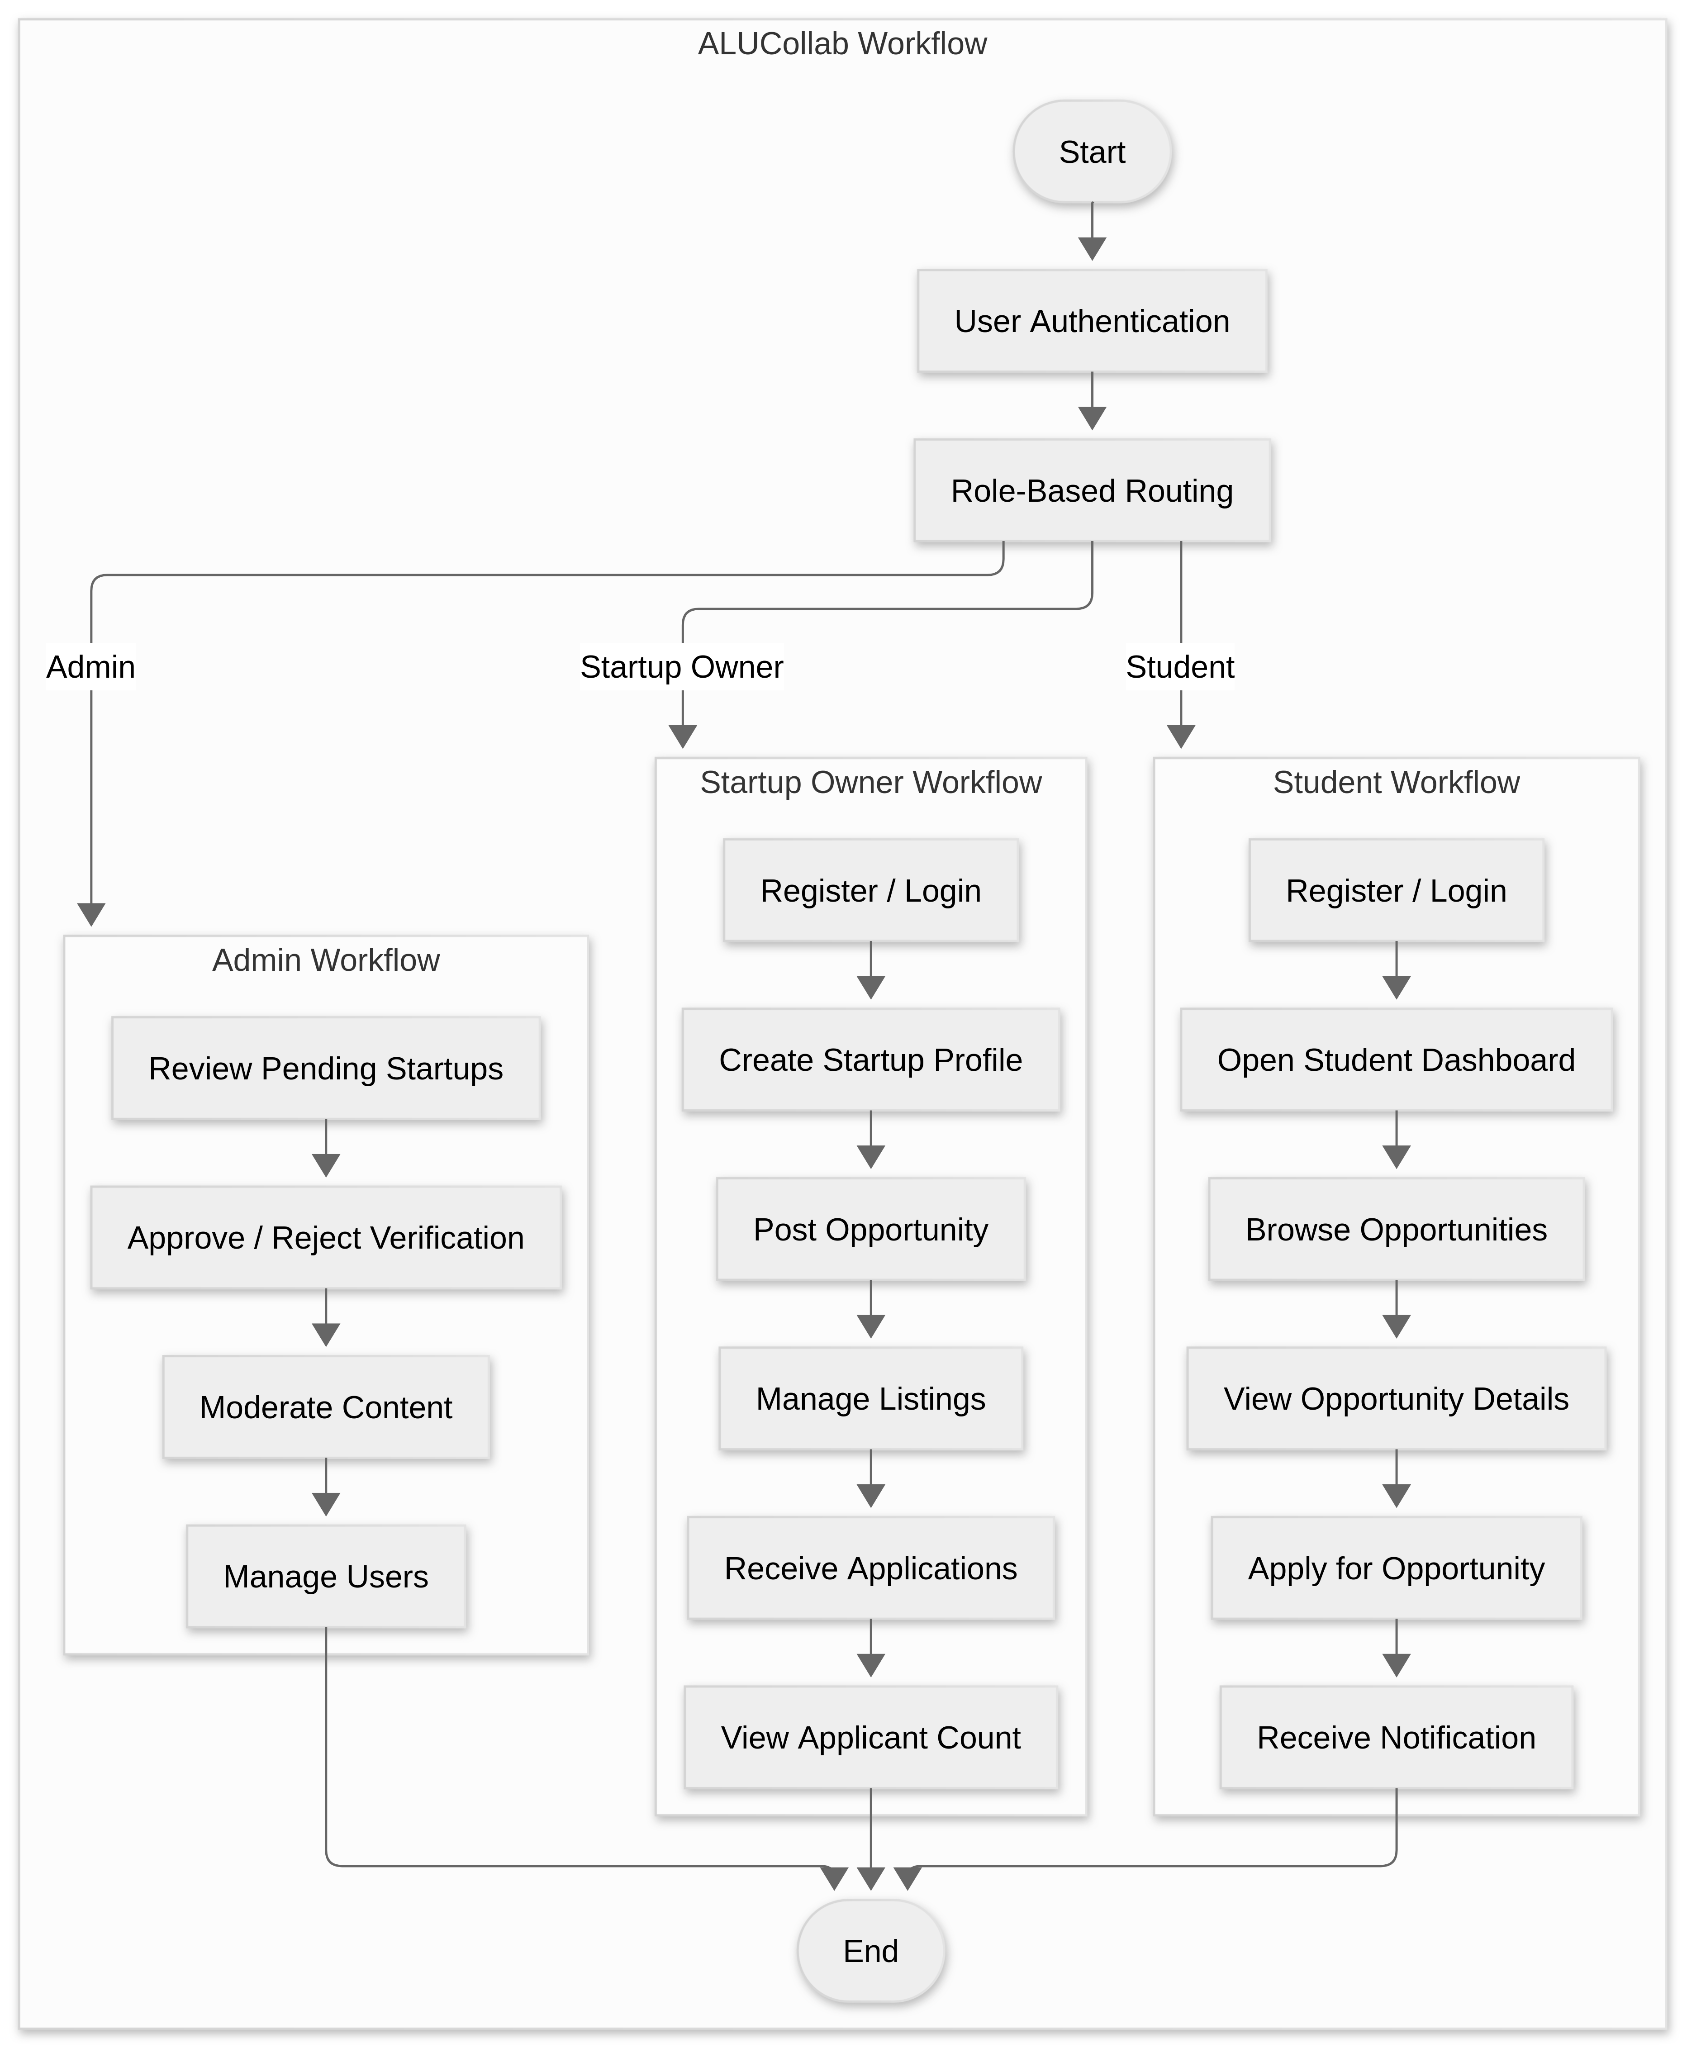 ALUCollab Workflow
Start
User Authentication
Role-Based Routing
Admin
Startup Owner
Student
Admin Workflow
Review Pending Startups
Approve / Reject Verification
Moderate Content
Manage Users
Startup Owner Workflow
Register / Login
Create Startup Profile
Post Opportunity
Manage Listings
Receive Applications
View Applicant Count
Student Workflow
Register / Login
Open Student Dashboard
Browse Opportunities
View Opportunity Details
Apply for Opportunity
Receive Notification
End